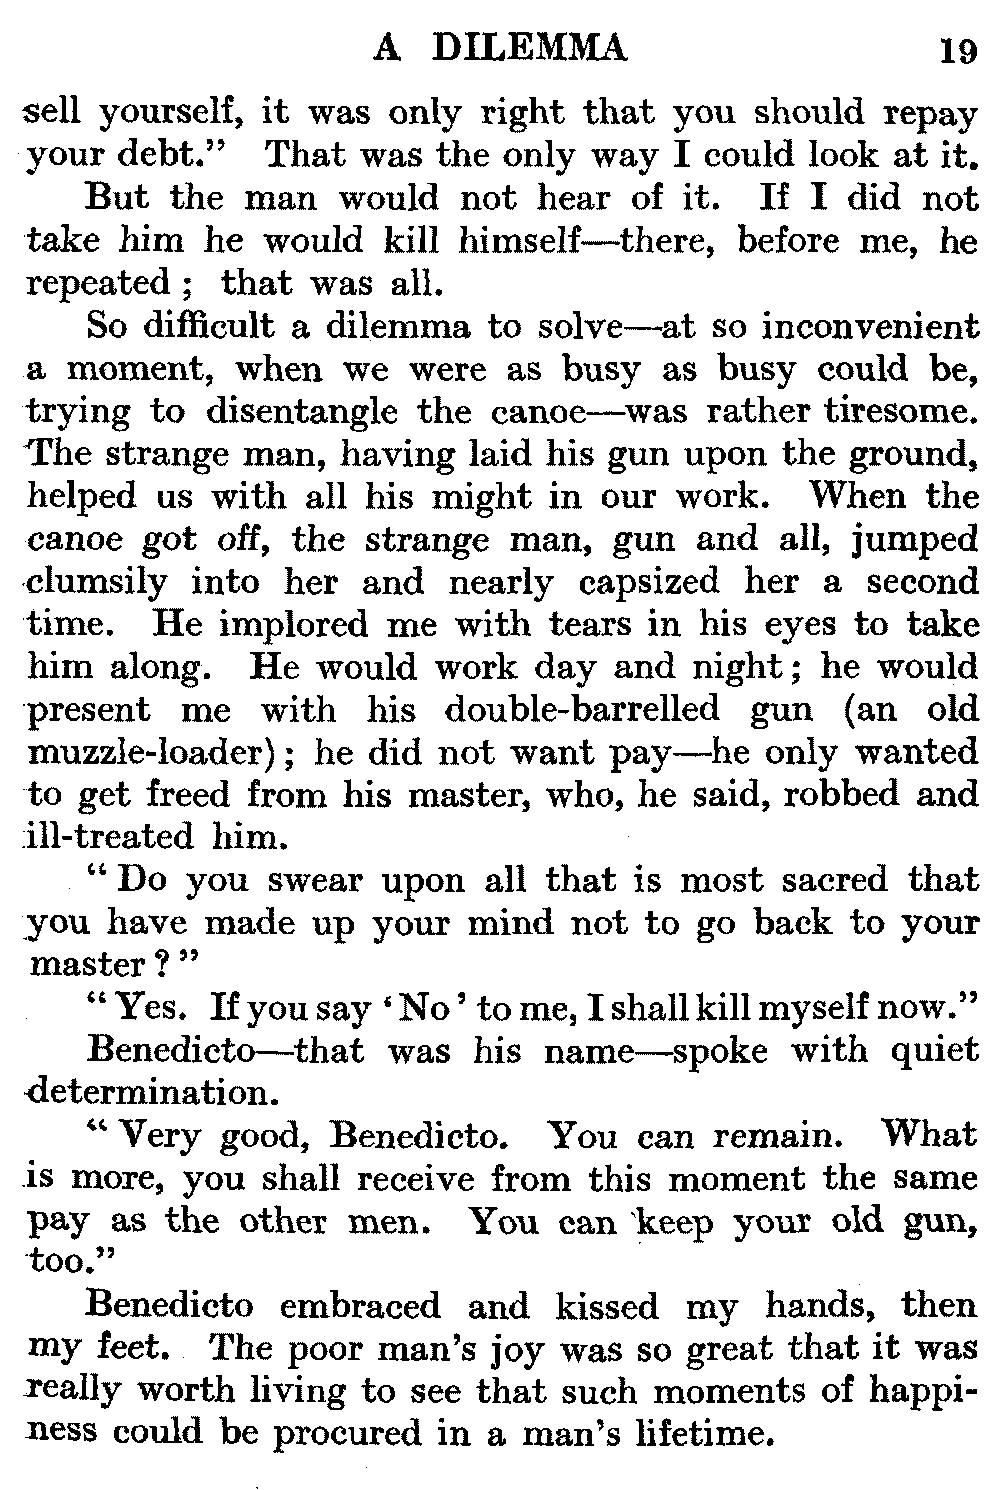 A DILEMMA 19
sell yourself, it was only right that you should repay
your debt.” That was the only way I could look at it.
But the man would not hear of it. If I did not
take him he would kill himself—there, before me, he
repeated ; that was all.
So difficult a dilemma to solve—at so inconvenient
a moment, when we were as busy as busy could be,
trying to disentangle the canoe—was rather tiresome.
The strange man, having laid his gun upon the ground,
helped us with all his might in our work. When the
canoe got off, the strange man, gun and all, jumped
clumsily into her and nearly capsized her a second
time. He implored me with tears in his eyes to take
him along. He would work day and night ; he would
present me with his double-barrelled gun (an old
muzzle-loader) ; he did not want pay—he only wanted
to get freed from his master, who, he said, robbed and
ill-treated him.
“ Do you swear upon all that is most sacred that
you have made up your mind not to go back to your
master ? ”
“ Yes. If you say ‘ No ’ to me, I shall kill myself now.”
Benedicto—that was his name—spoke with quiet
determination.
“ Very good, Benedicto. You can remain. What
is more, you shall receive from this moment the same
pay as the other men. You can keep your old gun,
too.”
Benedicto embraced and kissed my hands, then
my feet. The poor man’s joy was so great that it was
really worth living to see that such moments of happi-
ness could be procured in a man’s lifetime.